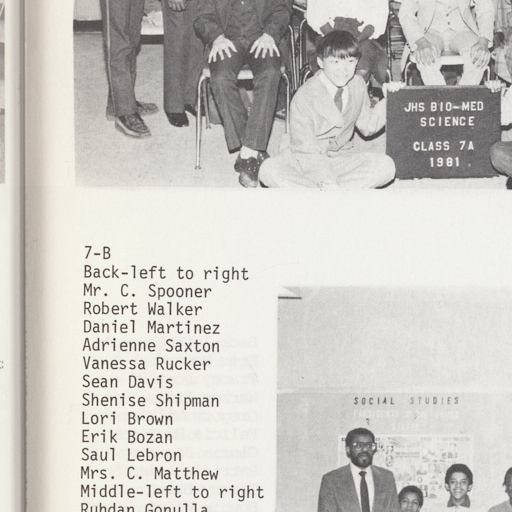 JHS BIO-MED
SCIENCE
CLASS 7A
1981
7-B
Back-left to right
Mr. C. Spooner
Robert Walker
Daniel Martinez
Adrienne Saxton
Vanessa Rucker
Sean Davis
Shenise Shipman
Lori Brown
Erik Bozan
Saul Lebron
Mrs. C. Matthew
Middle-left to right
SOCIAL STUDIES